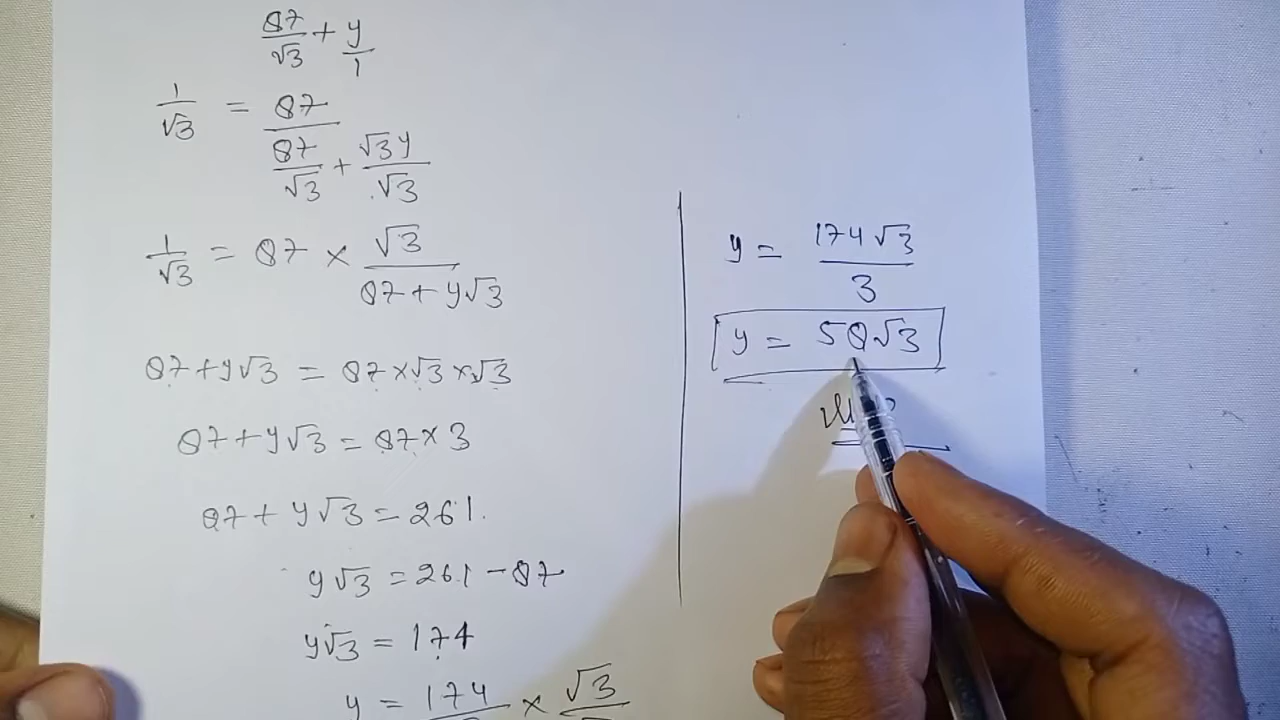 87/√3 + y/1
1/√3 = 87/(87/√3 + √3y/√3)
1/√3 = 87 × √3/(87 + y√3)
87 + y√3 = 87 × √3 × √3
87 + y√3 = 87 × 3
87 + y√3 = 261.
y√3 = 261 − 87
y√3 = 174
y = 174 × √3
y = 174√3/3
y = 58√3